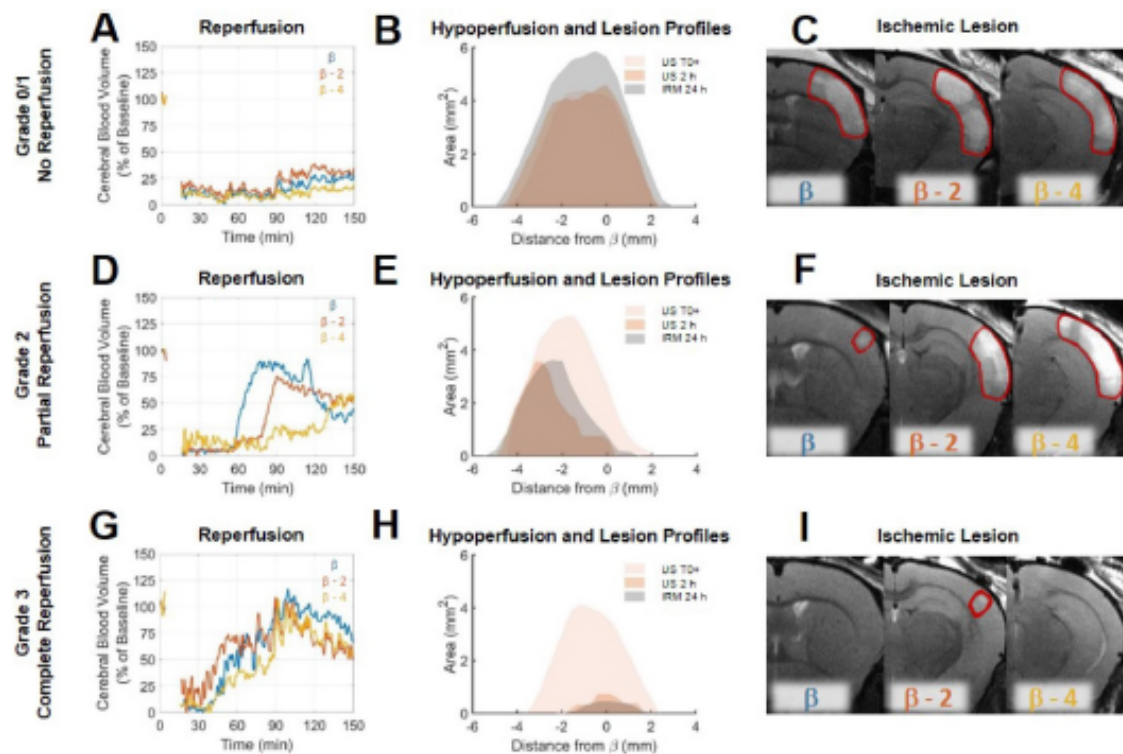 A Reperfusion B Hypoperfusion and Lesion Profiles C Ischemic Lesion
Grade 0/1
No Reperfusion
Cerebral Blood Volume
(% of Baseline)
150
125
100
75
50
25
0
β
β - 2
β - 4
0 30 60 90 120 150
Time (min)
Area (mm²)
6
4
2
0
US T0+
US 2 h
IRM 24 h
-6 -4 -2 0 2 4
Distance from β (mm)
β β - 2 β - 4
D Reperfusion E Hypoperfusion and Lesion Profiles F Ischemic Lesion
Grade 2
Partial Reperfusion
Cerebral Blood Volume
(% of Baseline)
150
125
100
75
50
25
0
β
β - 2
β - 4
0 30 60 90 120 150
Time (min)
Area (mm²)
6
4
2
0
US T0+
US 2 h
IRM 24 h
-6 -4 -2 0 2 4
Distance from β (mm)
β β - 2 β - 4
G Reperfusion H Hypoperfusion and Lesion Profiles I Ischemic Lesion
Grade 3
Complete Reperfusion
Cerebral Blood Volume
(% of Baseline)
150
125
100
75
50
25
0
β
β - 2
β - 4
0 30 60 90 120 150
Time (min)
Area (mm²)
6
4
2
0
US T0+
US 2 h
IRM 24 h
-6 -4 -2 0 2 4
Distance from β (mm)
β β - 2 β - 4